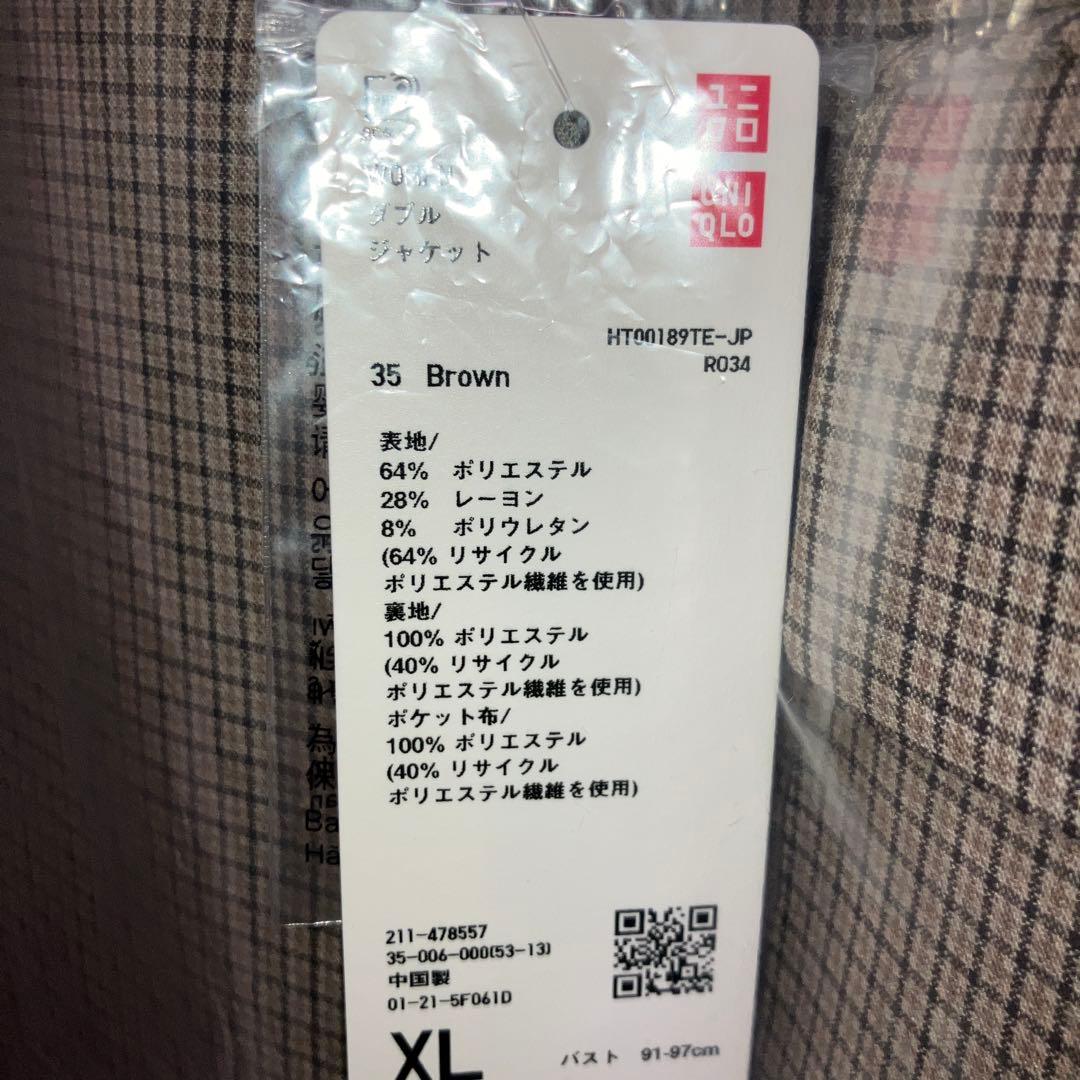 ユニ
クロ
UNI
QLO
WOMEN
ダブル
ジャケット
HT00189TE-JP
R034
35 Brown
表地/
64% ポリエステル
28% レーヨン
8% ポリウレタン
(64% リサイクル
ポリエステル繊維を使用)
裏地/
100% ポリエステル
(40% リサイクル
ポリエステル繊維を使用)
ポケット布/
100% ポリエステル
(40% リサイクル
ポリエステル繊維を使用)
211-478557
35-006-000(53-13)
中国製
01-21-5F061D
XL
バスト 91-97cm